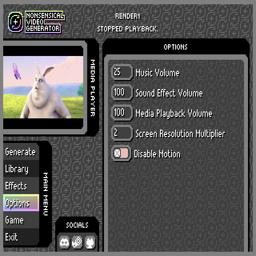 NONSENSICAL
VIDEO
GENERATOR
RENDER!
STOPPED PLAYBACK.
MEDIA PLAYER
OPTIONS
25 Music Volume
100 Sound Effect Volume
100 Media Playback Volume
2 Screen Resolution Multiplier
Disable Motion
Generate
Library
Effects
Options
Game
Exit
MAIN MENU
SOCIALS